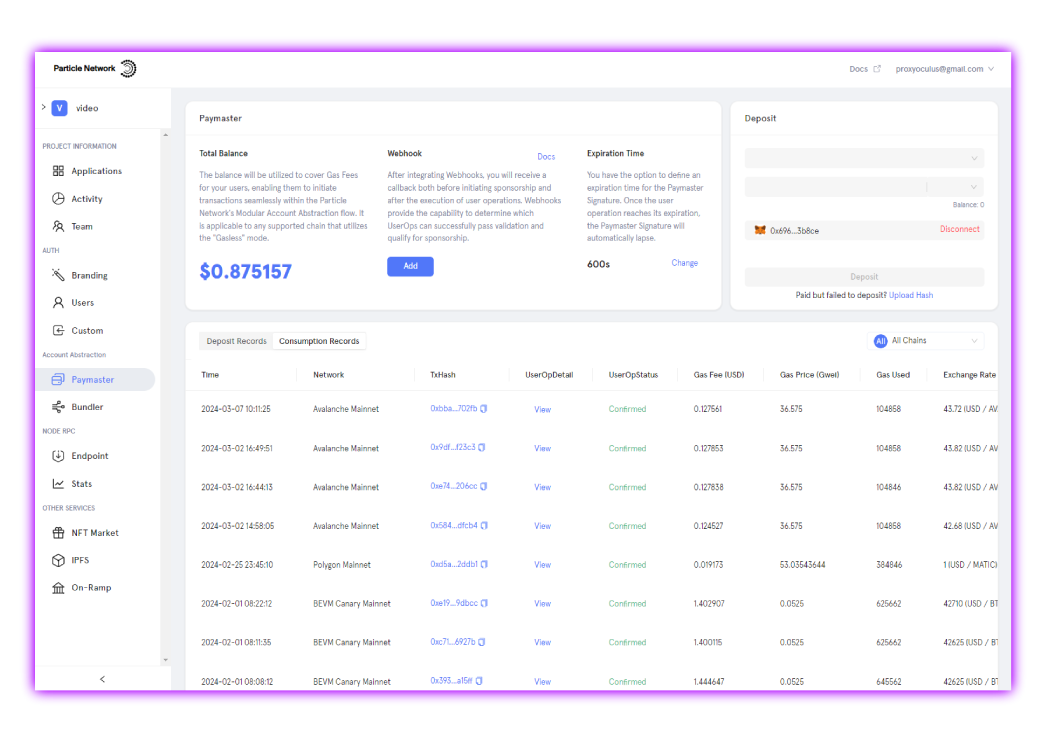 Particle Network
Docs proxyoculus@gmail.com
V video
PROJECT INFORMATION
Applications
Activity
Team
AUTH
Branding
Users
Custom
Account Abstraction
Paymaster
Bundler
NODE RPC
Endpoint
Stats
OTHER SERVICES
NFT Market
IPFS
On-Ramp
Paymaster
Total Balance
The balance will be utilized to cover Gas Fees
for your users, enabling them to initiate
transactions seamlessly within the Particle
Network's Modular Account Abstraction flow. It
is applicable to any supported chain that utilizes
the "Gasless" mode.
$0.875157
Webhook Docs
After integrating Webhooks, you will receive a
callback both before initiating sponsorship and
after the execution of user operations. Webhooks
provide the capability to determine which
UserOps can successfully pass validation and
qualify for sponsorship.
Add
Expiration Time
You have the option to define an
expiration time for the Paymaster
Signature. Once the user
operation reaches its expiration,
the Paymaster Signature will
automatically lapse.
600s Change
Deposit
Balance: 0
0x696...3b8ce Disconnect
Deposit
Paid but failed to deposit? Upload Hash
Deposit Records Consumption Records All All Chains
Time Network TxHash UserOpDetail UserOpStatus Gas Fee (USD) Gas Price (Gwei) Gas Used Exchange Rate
2024-03-07 10:11:25 Avalanche Mainnet 0xbba...702fb View Confirmed 0.127561 36.575 104858 43.72 (USD / AV
2024-03-02 16:49:51 Avalanche Mainnet 0x9df...f23c3 View Confirmed 0.127853 36.575 104858 43.82 (USD / AV
2024-03-02 16:44:13 Avalanche Mainnet 0xe74...206cc View Confirmed 0.127838 36.575 104846 43.82 (USD / AV
2024-03-02 14:58:05 Avalanche Mainnet 0x584...dfcb4 View Confirmed 0.124527 36.575 104858 42.68 (USD / AV
2024-02-25 23:45:10 Polygon Mainnet 0xd5a...2ddb1 View Confirmed 0.019173 53.03543644 384846 1 (USD / MATIC)
2024-02-01 08:22:12 BEVM Canary Mainnet 0xe19...9dbcc View Confirmed 1.402907 0.0525 625662 42710 (USD / BT
2024-02-01 08:11:35 BEVM Canary Mainnet 0xc71...6927b View Confirmed 1.400115 0.0525 625662 42625 (USD / BT
2024-02-01 08:08:12 BEVM Canary Mainnet 0x393...a15ff View Confirmed 1.444647 0.0525 645562 42625 (USD / BT